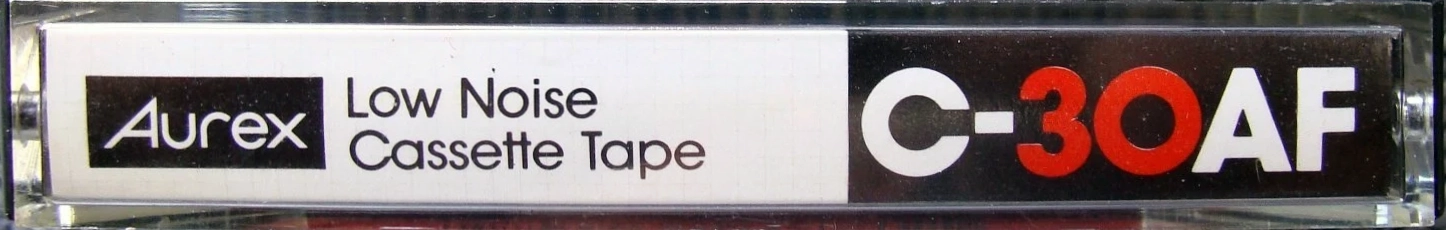 Aurex
Low Noise
Cassette Tape
C-30AF